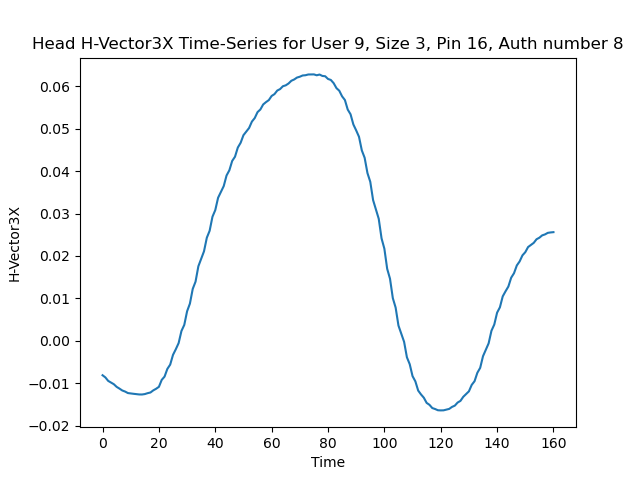 Head H-Vector3X Time-Series for User 9, Size 3, Pin 16, Auth number 8
0.06
0.05
0.04
0.03
0.02
0.01
0.00
−0.01
−0.02
H-Vector3X
0 20 40 60 80 100 120 140 160
Time